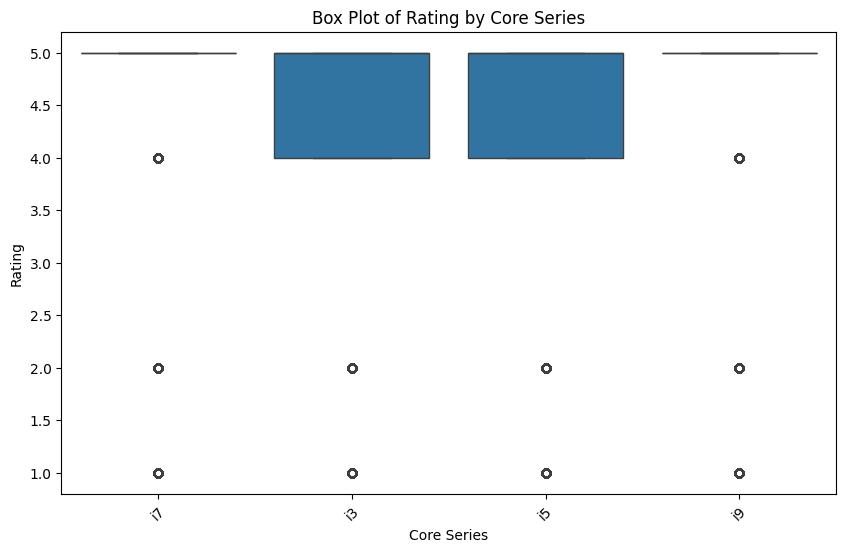 Box Plot of Rating by Core Series
5.0
4.5
4.0
3.5
3.0
2.5
2.0
1.5
1.0
Rating
i7 i3 i5 i9
Core Series